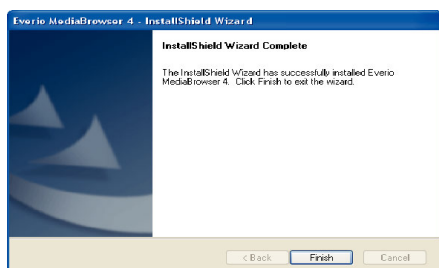 Everio MediaBrowser 4 - InstallShield Wizard
InstallShield Wizard Complete
The InstallShield Wizard has successfully installed Everio
MediaBrowser 4. Click Finish to exit the wizard.
< Back
Finish
Cancel